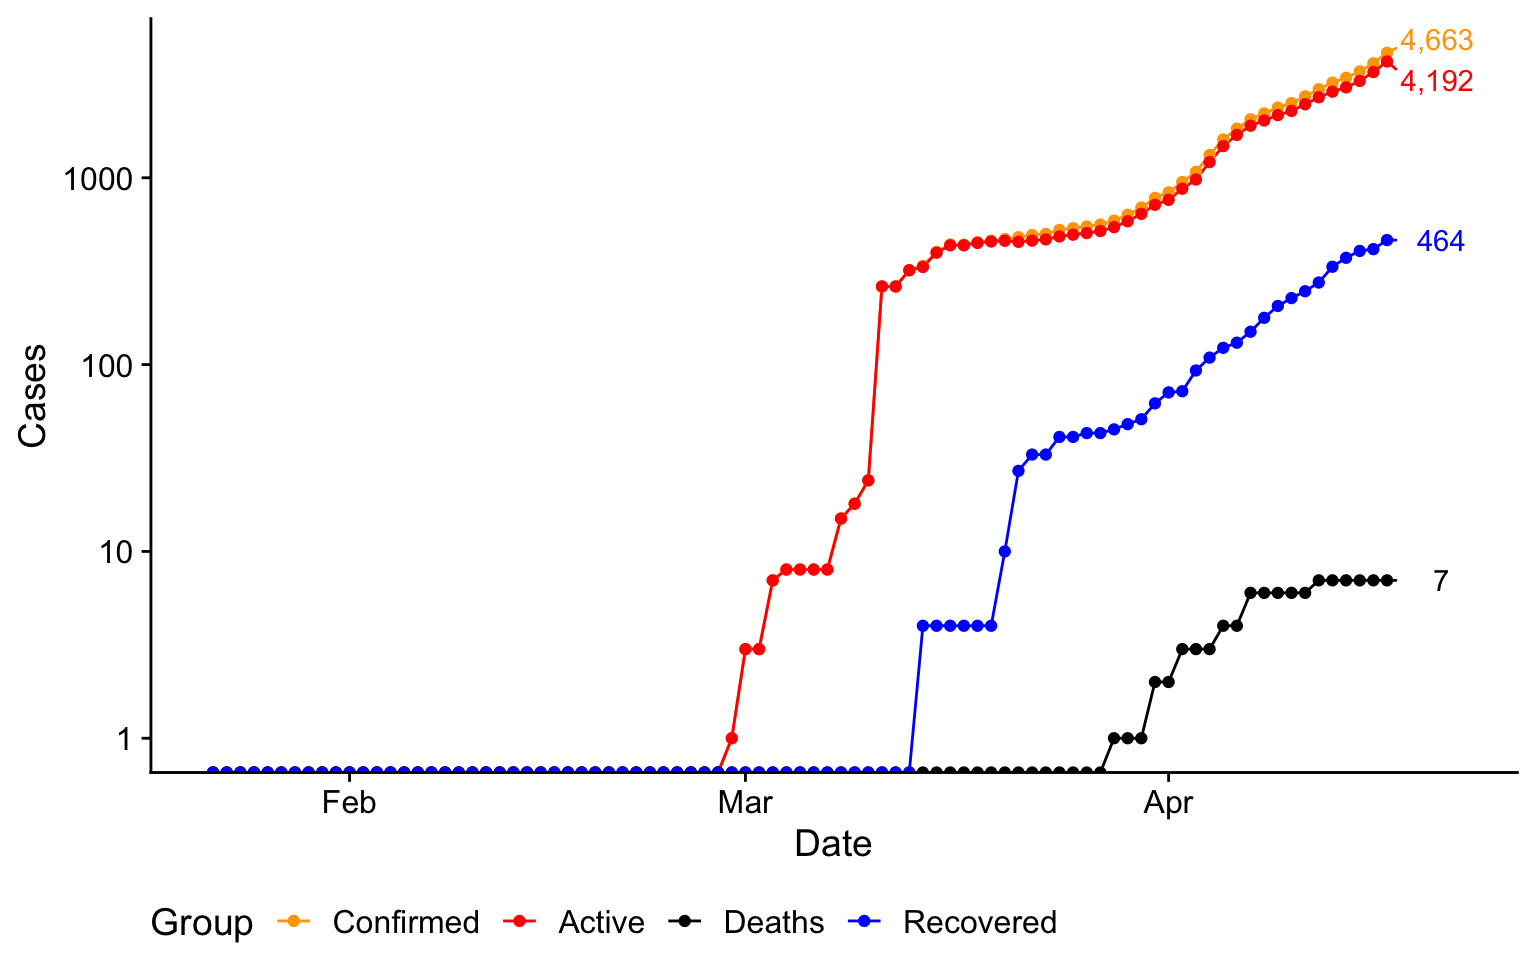 4,663
4,192
1000
464
100
Cases
10
7
1
Feb Mar Apr
Date
Group Confirmed Active Deaths Recovered